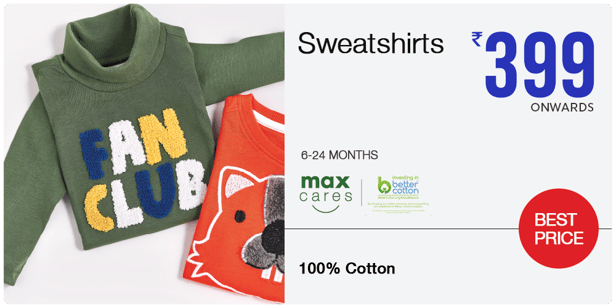 FAN
CLUB
Sweatshirts
₹399
ONWARDS
6-24 MONTHS
max
cares
investing in
better
cotton
BEST
PRICE
100% Cotton